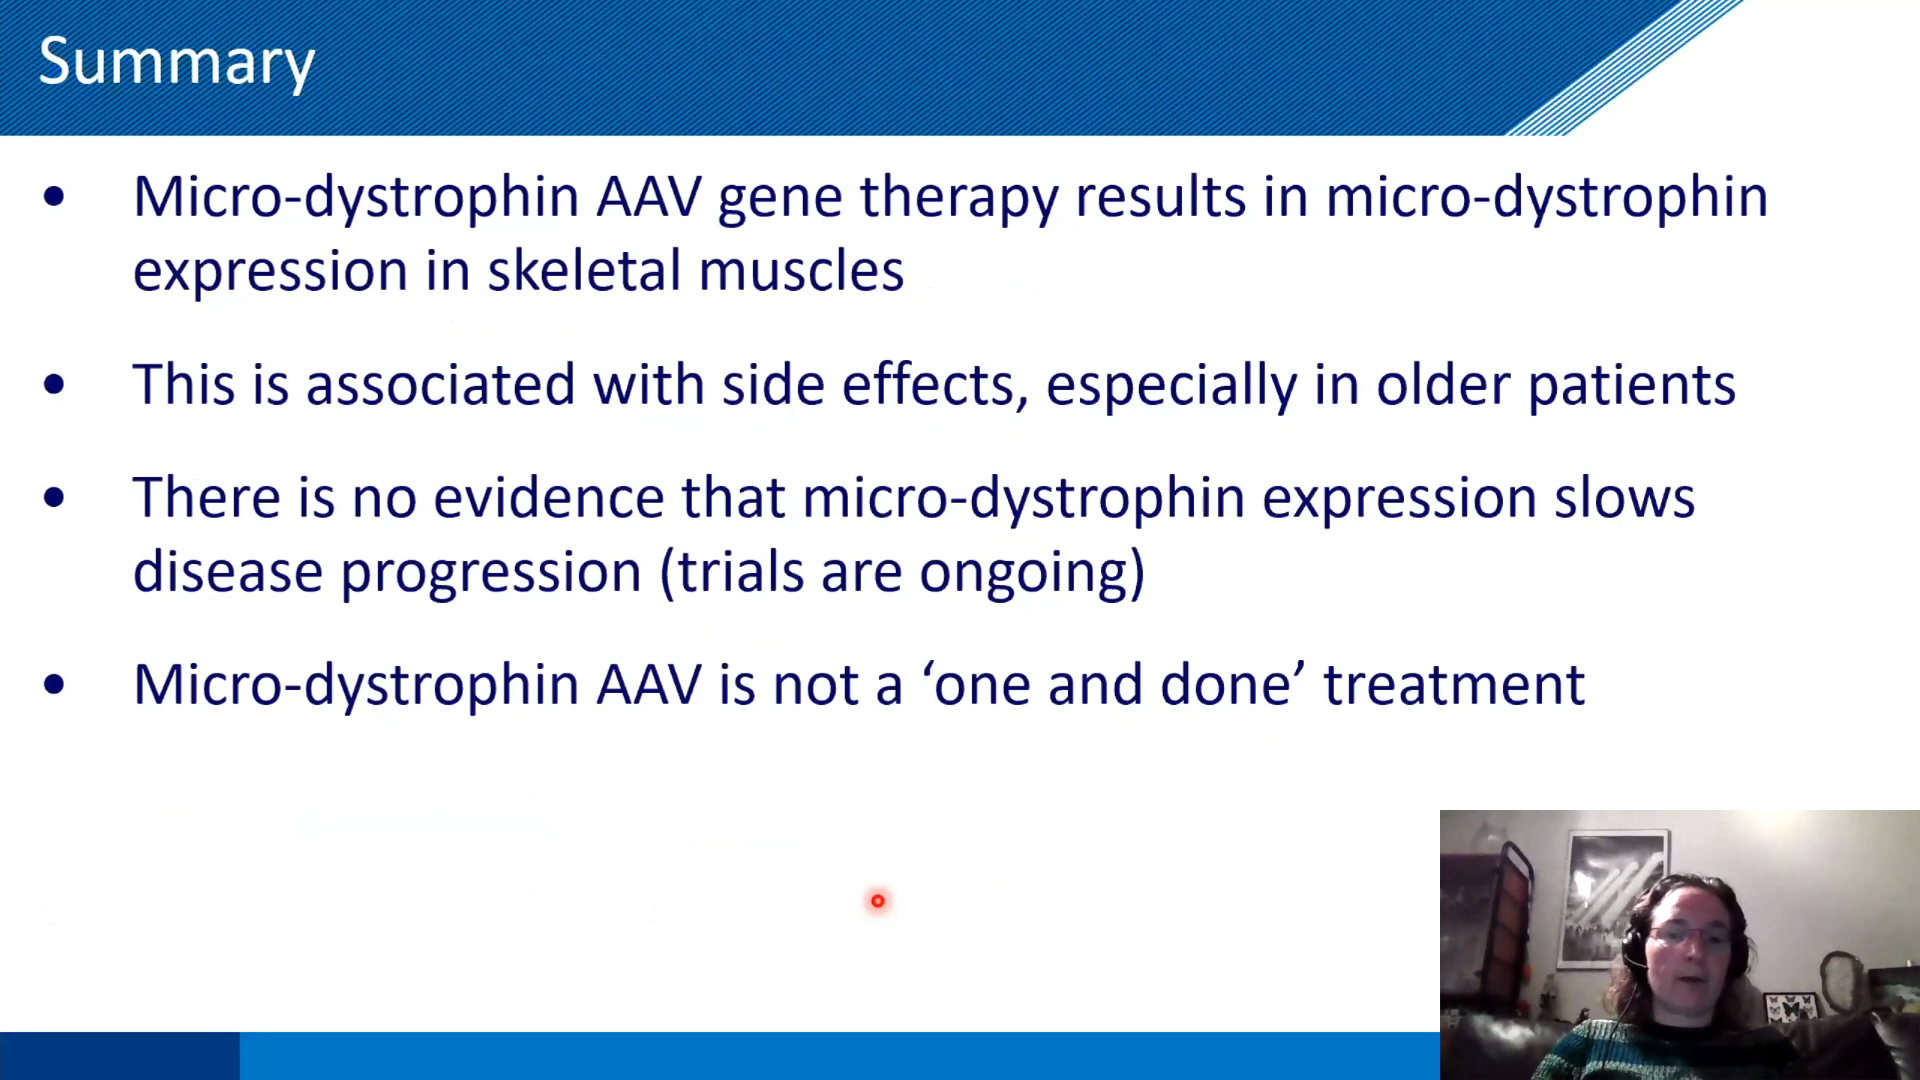 Summary
• Micro-dystrophin AAV gene therapy results in micro-dystrophin
expression in skeletal muscles
• This is associated with side effects, especially in older patients
• There is no evidence that micro-dystrophin expression slows
disease progression (trials are ongoing)
• Micro-dystrophin AAV is not a ‘one and done’ treatment